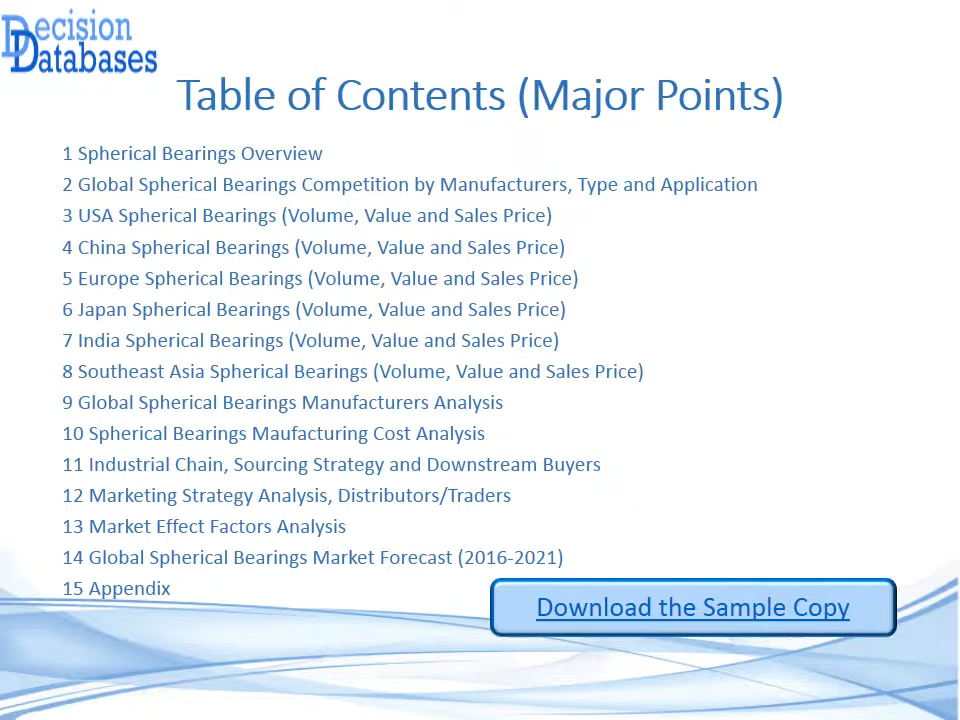 Decision
Databases
Table of Contents (Major Points)
1 Spherical Bearings Overview
2 Global Spherical Bearings Competition by Manufacturers, Type and Application
3 USA Spherical Bearings (Volume, Value and Sales Price)
4 China Spherical Bearings (Volume, Value and Sales Price)
5 Europe Spherical Bearings (Volume, Value and Sales Price)
6 Japan Spherical Bearings (Volume, Value and Sales Price)
7 India Spherical Bearings (Volume, Value and Sales Price)
8 Southeast Asia Spherical Bearings (Volume, Value and Sales Price)
9 Global Spherical Bearings Manufacturers Analysis
10 Spherical Bearings Maufacturing Cost Analysis
11 Industrial Chain, Sourcing Strategy and Downstream Buyers
12 Marketing Strategy Analysis, Distributors/Traders
13 Market Effect Factors Analysis
14 Global Spherical Bearings Market Forecast (2016-2021)
15 Appendix
Download the Sample Copy